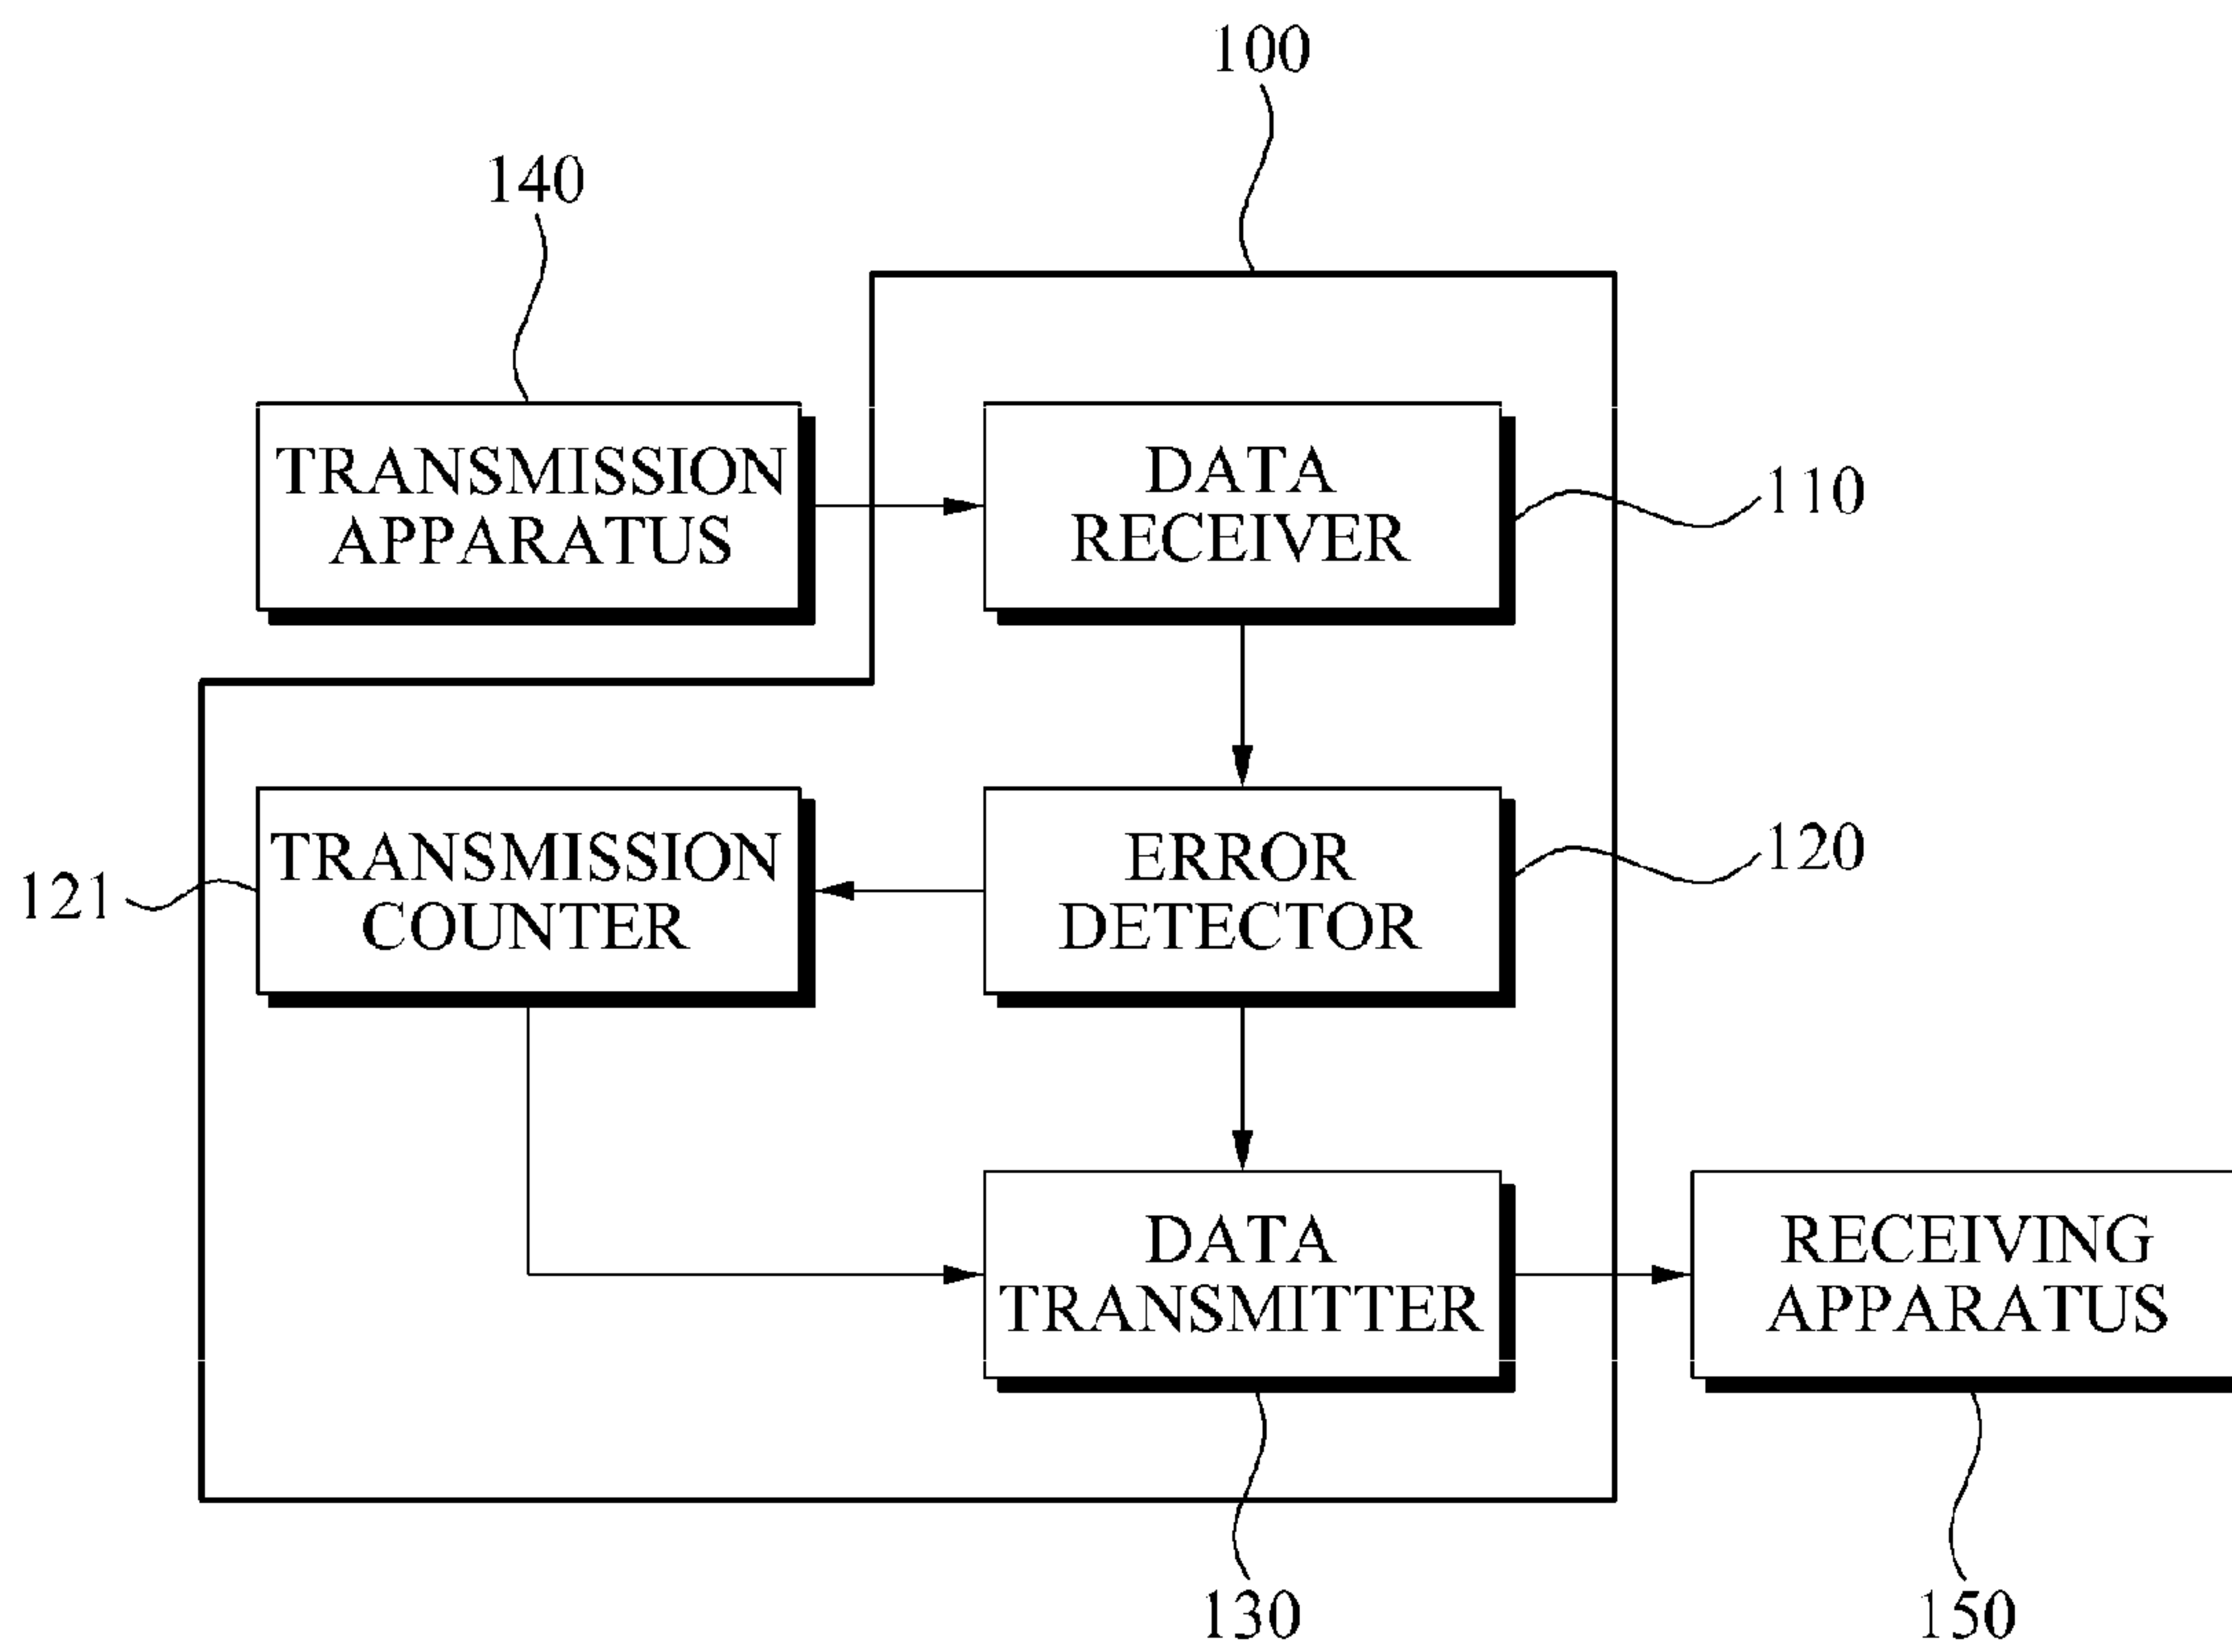 100
140
TRANSMISSION
APPARATUS
DATA
RECEIVER
110
TRANSMISSION
COUNTER
121
ERROR
DETECTOR
120
DATA
TRANSMITTER
RECEIVING
APPARATUS
130
150